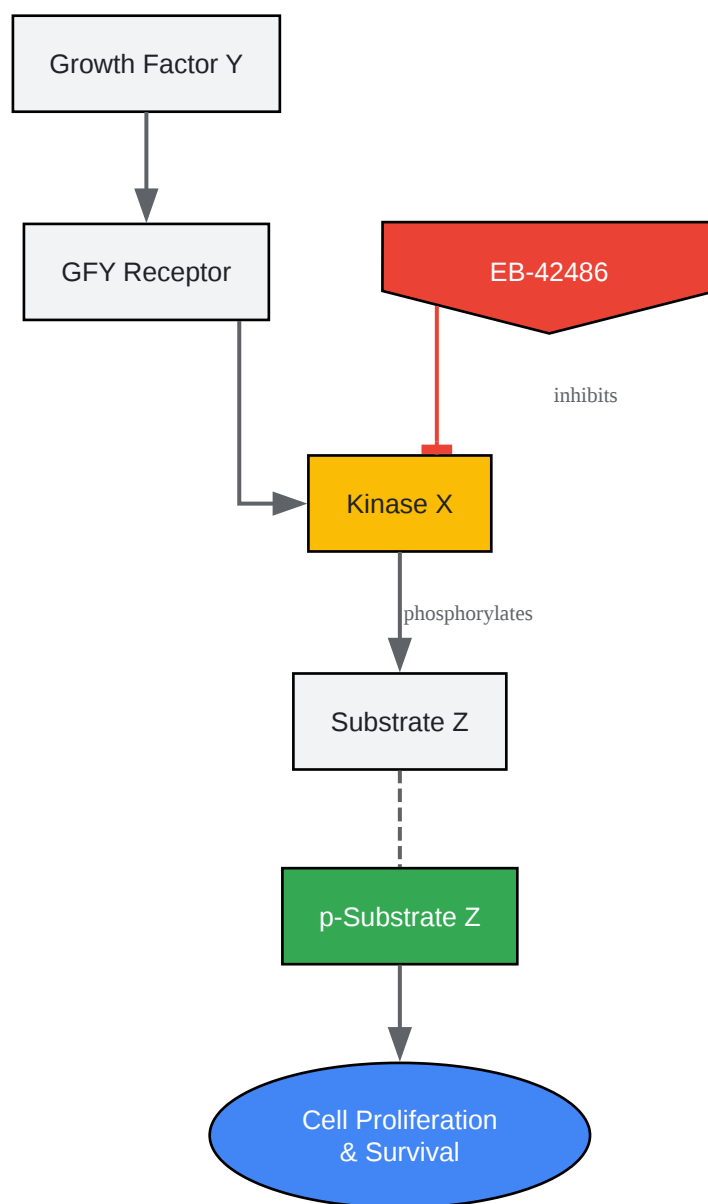 Growth Factor Y
GFY Receptor
EB-42486
inhibits
Kinase X
phosphorylates
Substrate Z
p-Substrate Z
Cell Proliferation
& Survival